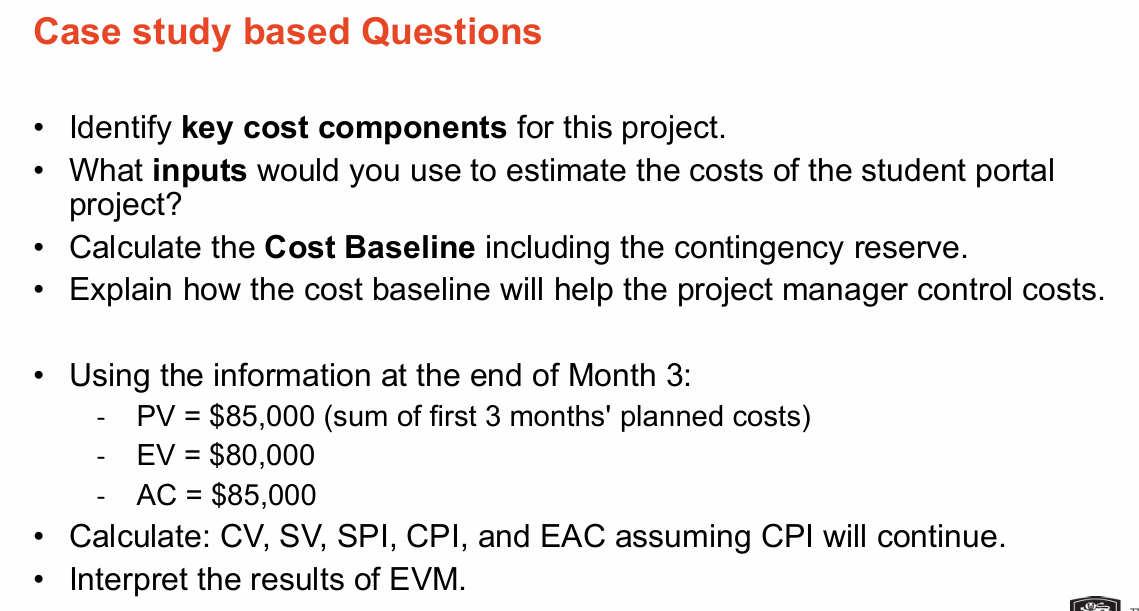 Case study based Questions
• Identify key cost components for this project.
• What inputs would you use to estimate the costs of the student portal
project?
• Calculate the Cost Baseline including the contingency reserve.
• Explain how the cost baseline will help the project manager control costs.
• Using the information at the end of Month 3:
- PV = $85,000 (sum of first 3 months' planned costs)
- EV = $80,000
- AC = $85,000
• Calculate: CV, SV, SPI, CPI, and EAC assuming CPI will continue.
• Interpret the results of EVM.